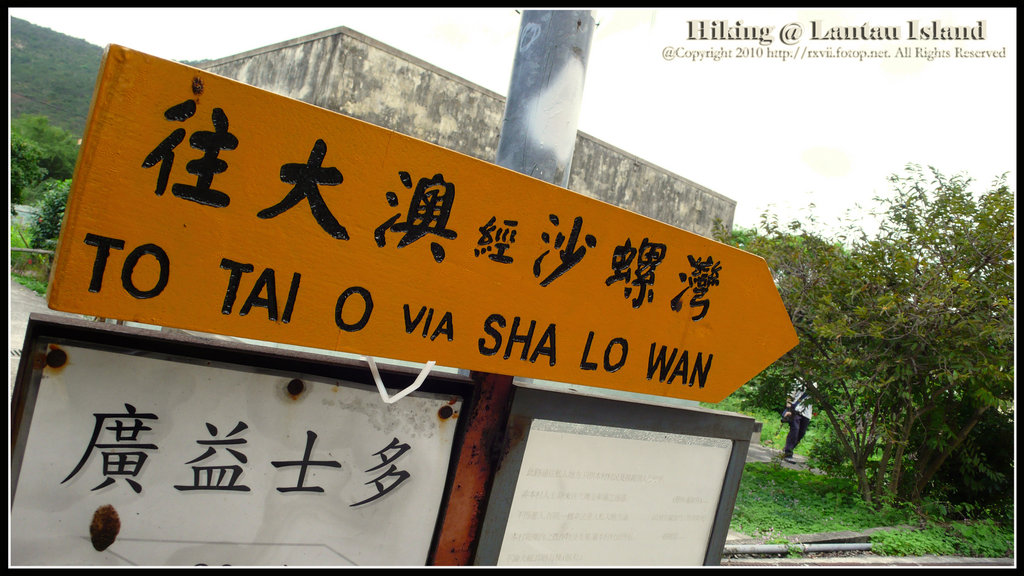 Hiking @ Lantau Island
@Copyright 2010 http://rxvii.fotop.net. All Rights Reserved
往大澳經沙螺灣
TO TAI O VIA SHA LO WAN
廣益士多